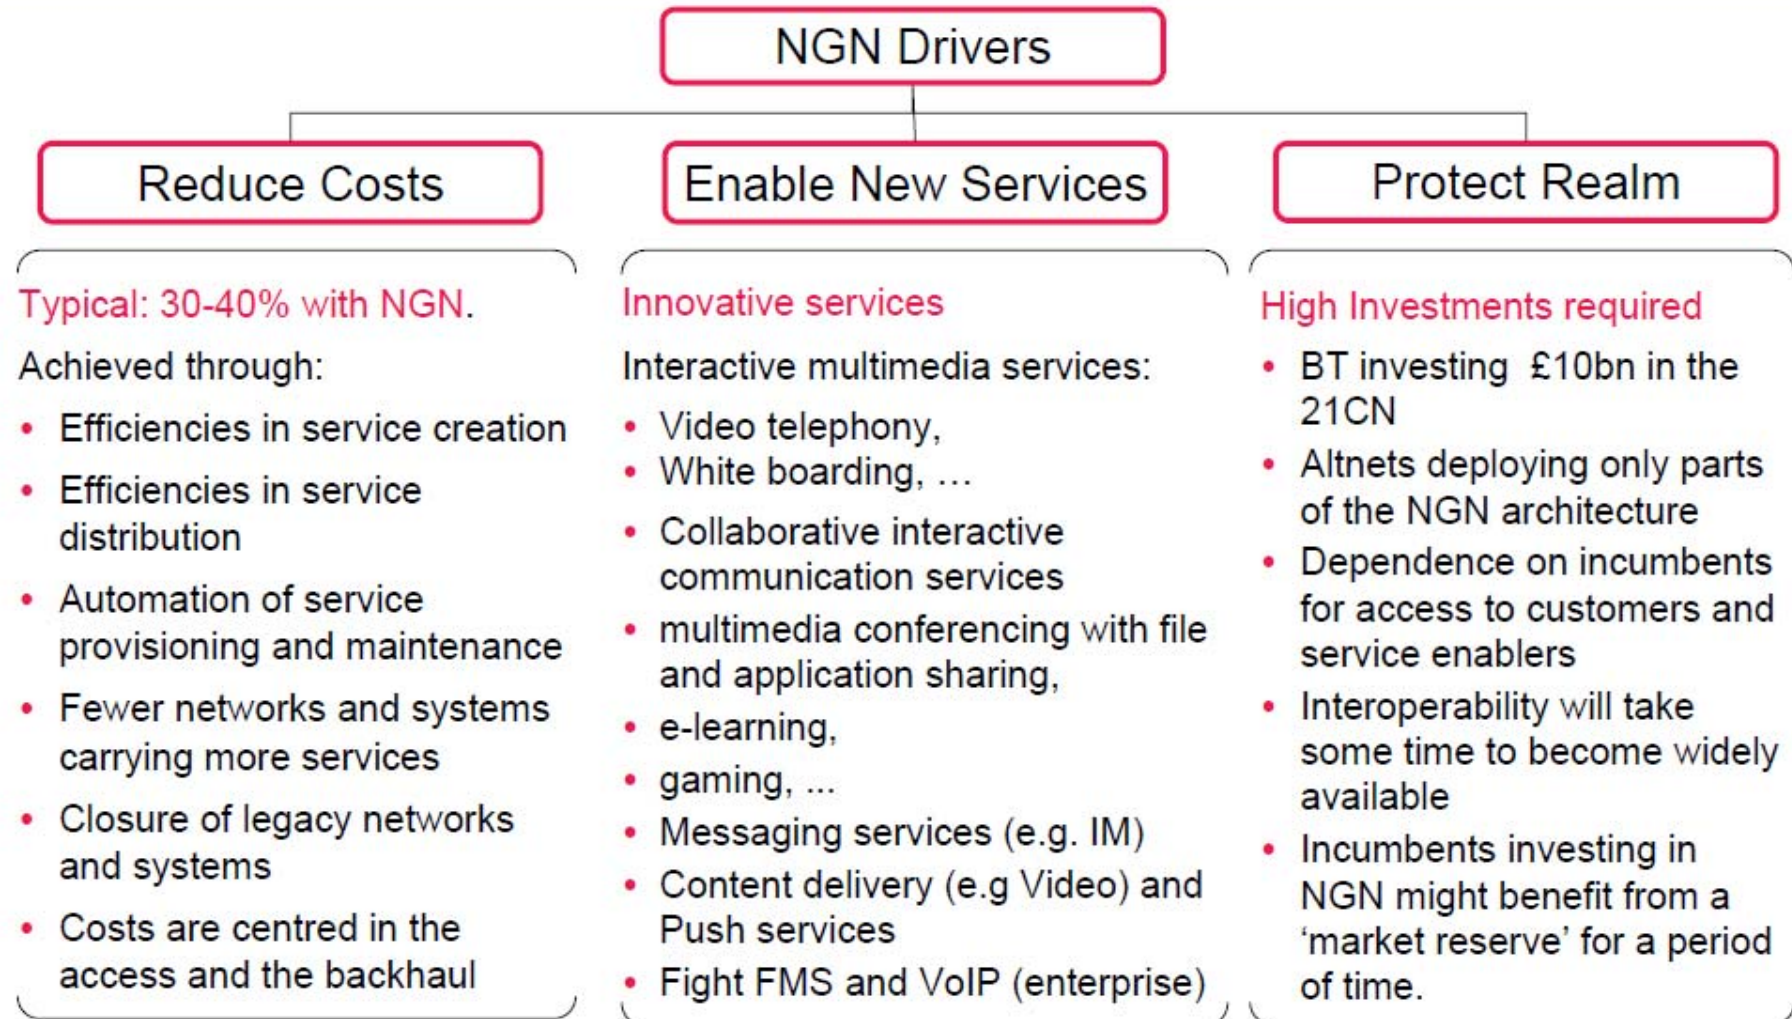 NGN Drivers
Reduce Costs
Typical: 30-40% with NGN.
Achieved through:
• Efficiencies in service creation
• Efficiencies in service
distribution
• Automation of service
provisioning and maintenance
• Fewer networks and systems
carrying more services
• Closure of legacy networks
and systems
• Costs are centred in the
access and the backhaul
Enable New Services
Innovative services
Interactive multimedia services:
• Video telephony,
• White boarding, …
• Collaborative interactive
communication services
• multimedia conferencing with file
and application sharing,
• e-learning,
• gaming, ...
• Messaging services (e.g. IM)
• Content delivery (e.g Video) and
Push services
• Fight FMS and VoIP (enterprise)
Protect Realm
High Investments required
• BT investing £10bn in the
21CN
• Altnets deploying only parts
of the NGN architecture
• Dependence on incumbents
for access to customers and
service enablers
• Interoperability will take
some time to become widely
available
• Incumbents investing in
NGN might benefit from a
‘market reserve’ for a period
of time.